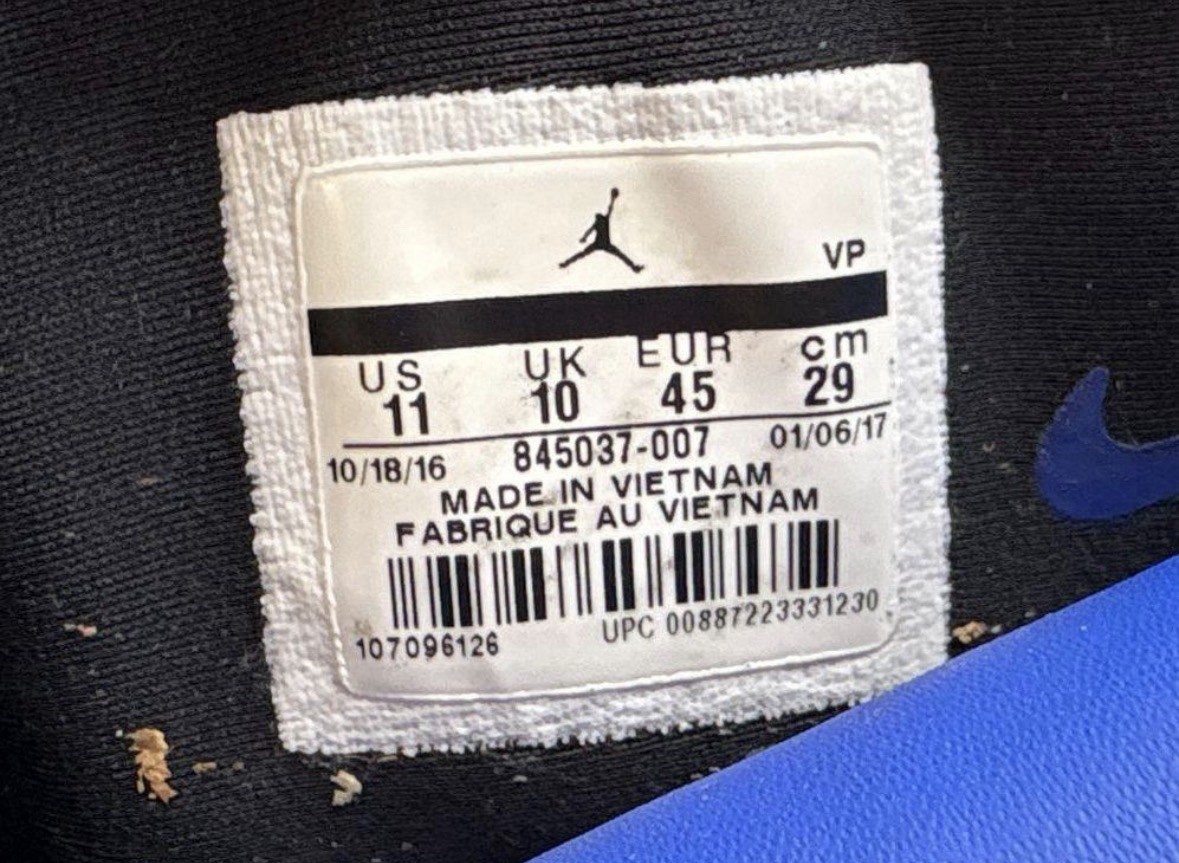 VP
US UK EUR cm
11 10 45 29
10/18/16 845037-007 01/06/17
MADE IN VIETNAM
FABRIQUE AU VIETNAM
107096126 UPC 00887223331230